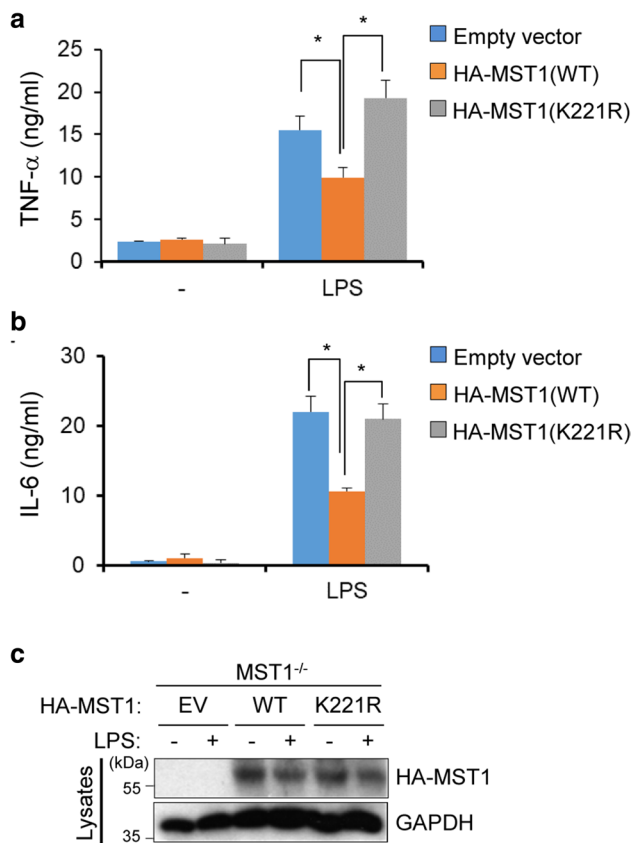 a
TNF-α (ng/ml)
25
20
15
10
5
0
*
*
-
LPS
Empty vector
HA-MST1(WT)
HA-MST1(K221R)
b
IL-6 (ng/ml)
30
20
10
0
*
*
-
LPS
Empty vector
HA-MST1(WT)
HA-MST1(K221R)
c
MST1-/-
HA-MST1: EV WT K221R
LPS: - + - + - +
(kDa)
55
HA-MST1
35
GAPDH
Lysates